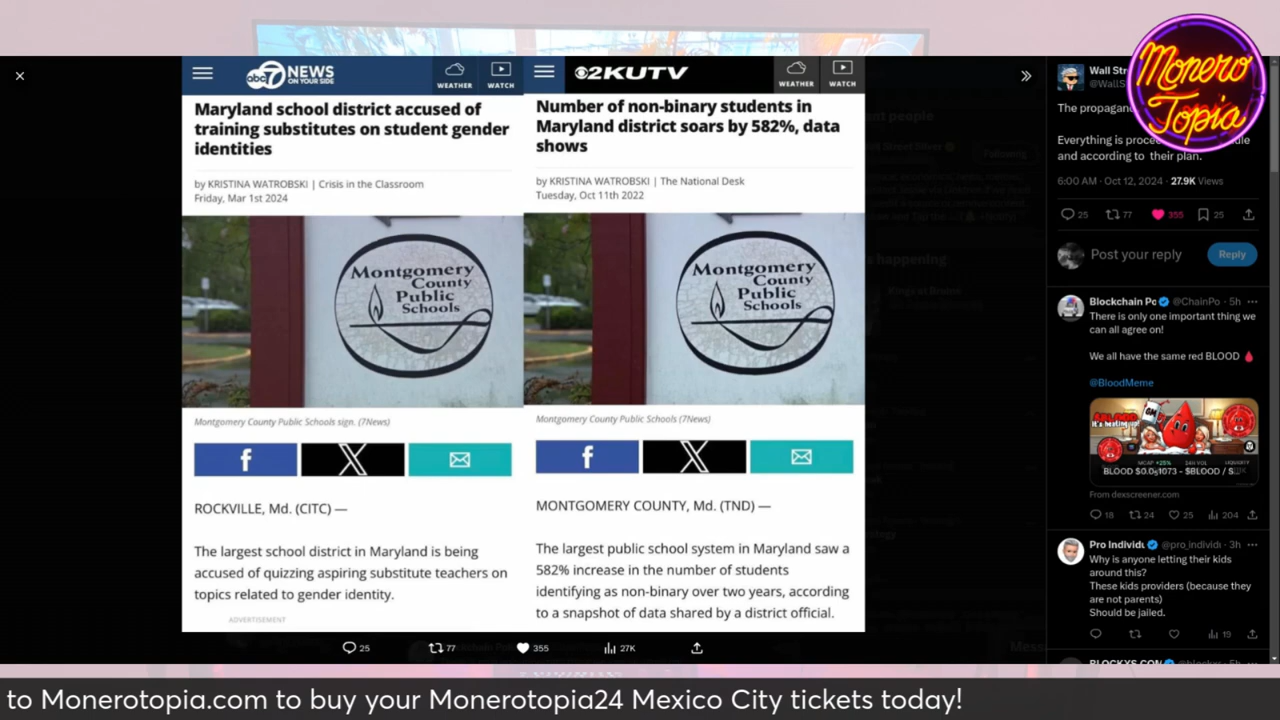 abc 7 NEWS
ON YOUR SIDE
WEATHER
WATCH
Maryland school district accused of
training substitutes on student gender
identities
by KRISTINA WATROBSKI | Crisis in the Classroom
Friday, Mar 1st 2024
Montgomery
County
Public
Schools
Montgomery County Public Schools sign. (7News)
ROCKVILLE, Md. (CITC) —
The largest school district in Maryland is being
accused of quizzing aspiring substitute teachers on
topics related to gender identity.
ADVERTISEMENT
2KUTV
WEATHER
WATCH
Number of non-binary students in
Maryland district soars by 582%, data
shows
by KRISTINA WATROBSKI | The National Desk
Tuesday, Oct 11th 2022
Montgomery
County
Public
Schools
Montgomery County Public Schools (7News)
MONTGOMERY COUNTY, Md. (TND) —
The largest public school system in Maryland saw a
582% increase in the number of students
identifying as non-binary over two years, according
to a snapshot of data shared by a district official.
25
77
355
27K
Monero
Topia
Wall Str
@WallS
The propagan
Everything is procee
and according to their plan.
6:00 AM · Oct 12, 2024 · 27.9K Views
25
77
355
25
Post your reply
Reply
Blockchain Po @ChainPo · 5h
There is only one important thing we
can all agree on!
We all have the same red BLOOD
@BloodMeme
BLOOD $0.0₅1073 - $BLOOD / S...
From dexscreener.com
18
24
25
204
Pro Individu @pro_individu · 3h
Why is anyone letting their kids
around this?
These kids providers (because they
are not parents)
Should be jailed.
19
to Monerotopia.com to buy your Monerotopia24 Mexico City tickets today!